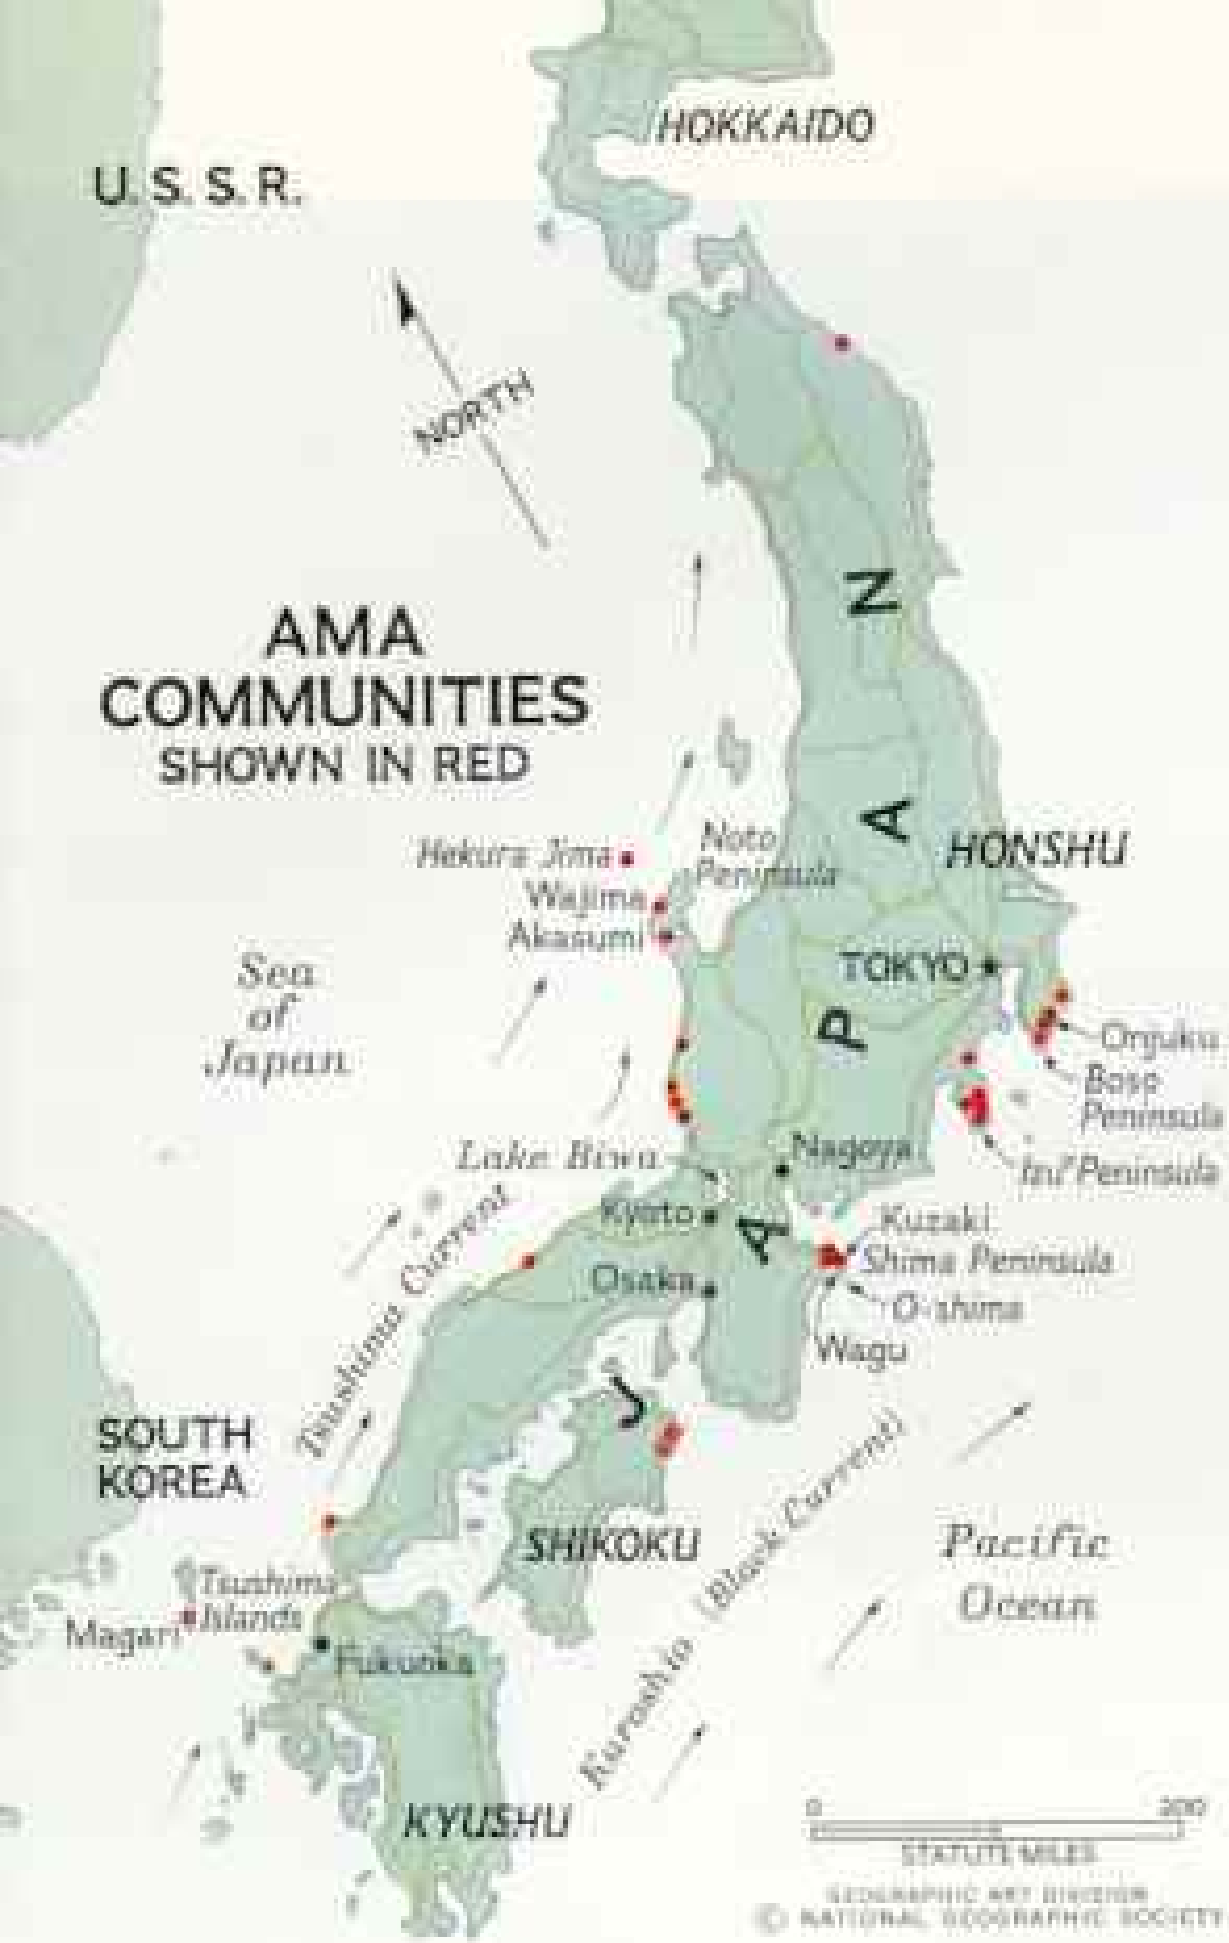 HOKKAIDO
U.S.S.R.
NORTH
AMA
COMMUNITIES
SHOWN IN RED
Hekura Jima
Noto
Peninsula
Wajima
Akasumi
HONSHU
Sea
of
Japan
TOKYO
JAPAN
Onjuku
Boso
Peninsula
Izu Peninsula
Lake Biwa
Nagoya
Kyoto
Kuzaki
Shima Peninsula
Osaka
O-shima
Wagu
Tsushima Current
SOUTH
KOREA
SHIKOKU
Kuroshio (Black Current)
Pacific
Ocean
Tsushima
Islands
Magari
Fukuoka
KYUSHU
0 200
STATUTE MILES
GEOGRAPHIC ART DIVISION
© NATIONAL GEOGRAPHIC SOCIETY